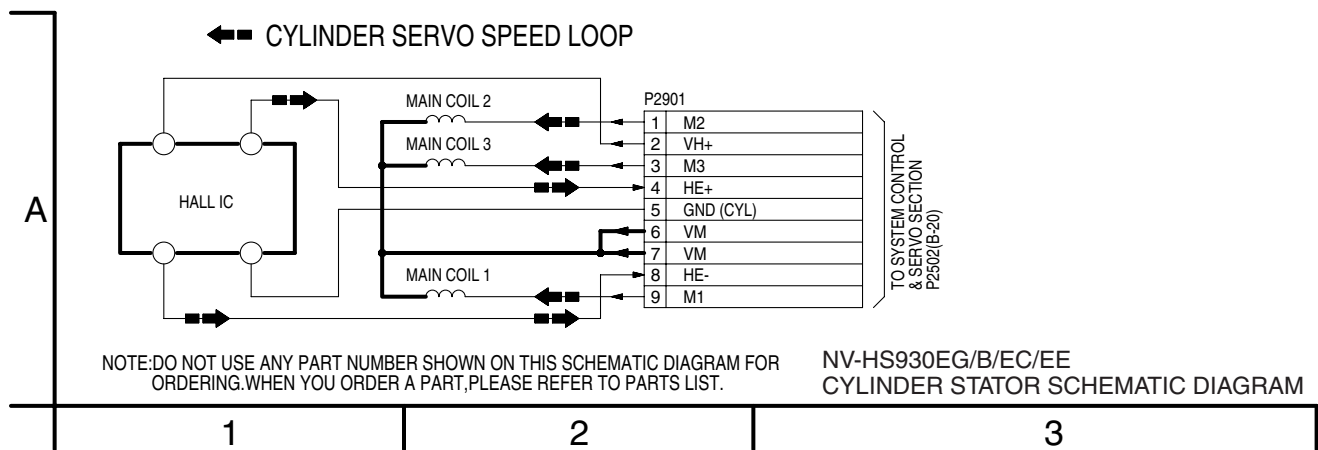 CYLINDER SERVO SPEED LOOP
P2901
MAIN COIL 2
1 M2
2 VH+
MAIN COIL 3
3 M3
4 HE+
HALL IC
5 GND (CYL)
6 VM
7 VM
MAIN COIL 1
8 HE-
9 M1
TO SYSTEM CONTROL
& SERVO SECTION
P2502(B-20)
A
NOTE:DO NOT USE ANY PART NUMBER SHOWN ON THIS SCHEMATIC DIAGRAM FOR
ORDERING.WHEN YOU ORDER A PART,PLEASE REFER TO PARTS LIST.
NV-HS930EG/B/EC/EE
CYLINDER STATOR SCHEMATIC DIAGRAM
1 2 3